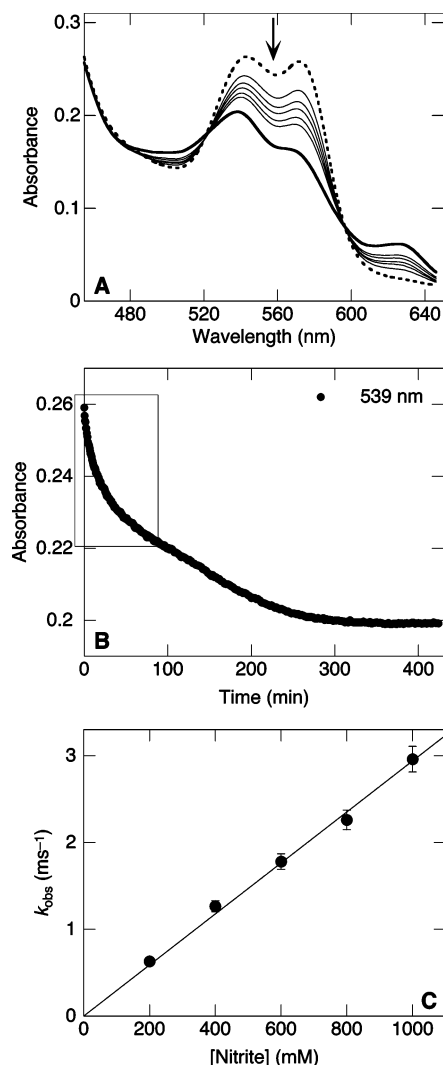 0.3
0.2
0.1
0
Absorbance
A
480
520
560
600
640
Wavelength (nm)
0.26
0.24
0.22
0.2
Absorbance
539 nm
B
0
100
200
300
400
Time (min)
3
2
1
0
k_obs (ms⁻¹)
C
0
200
400
600
800
1000
[Nitrite] (mM)